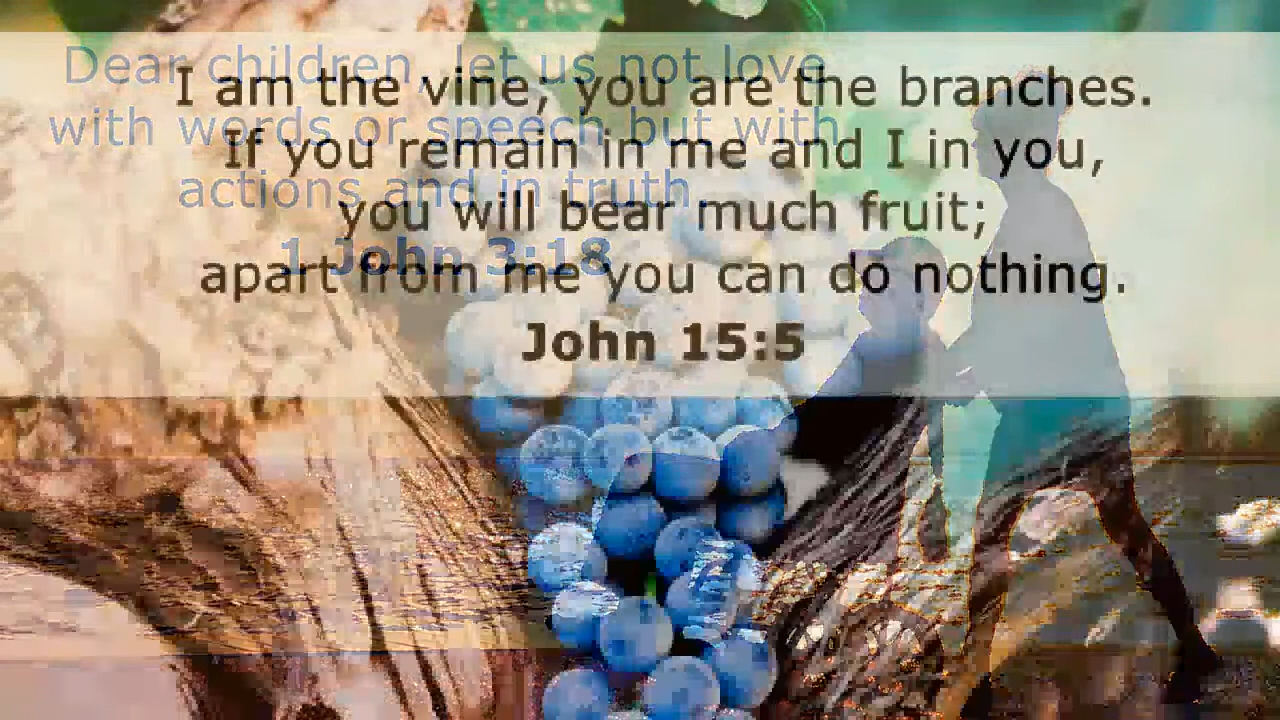 Dear children, let us not love
with words or speech but with
actions and in truth.
1 John 3:18
I am the vine; you are the branches.
If you remain in me and I in you,
you will bear much fruit;
apart from me you can do nothing.
John 15:5